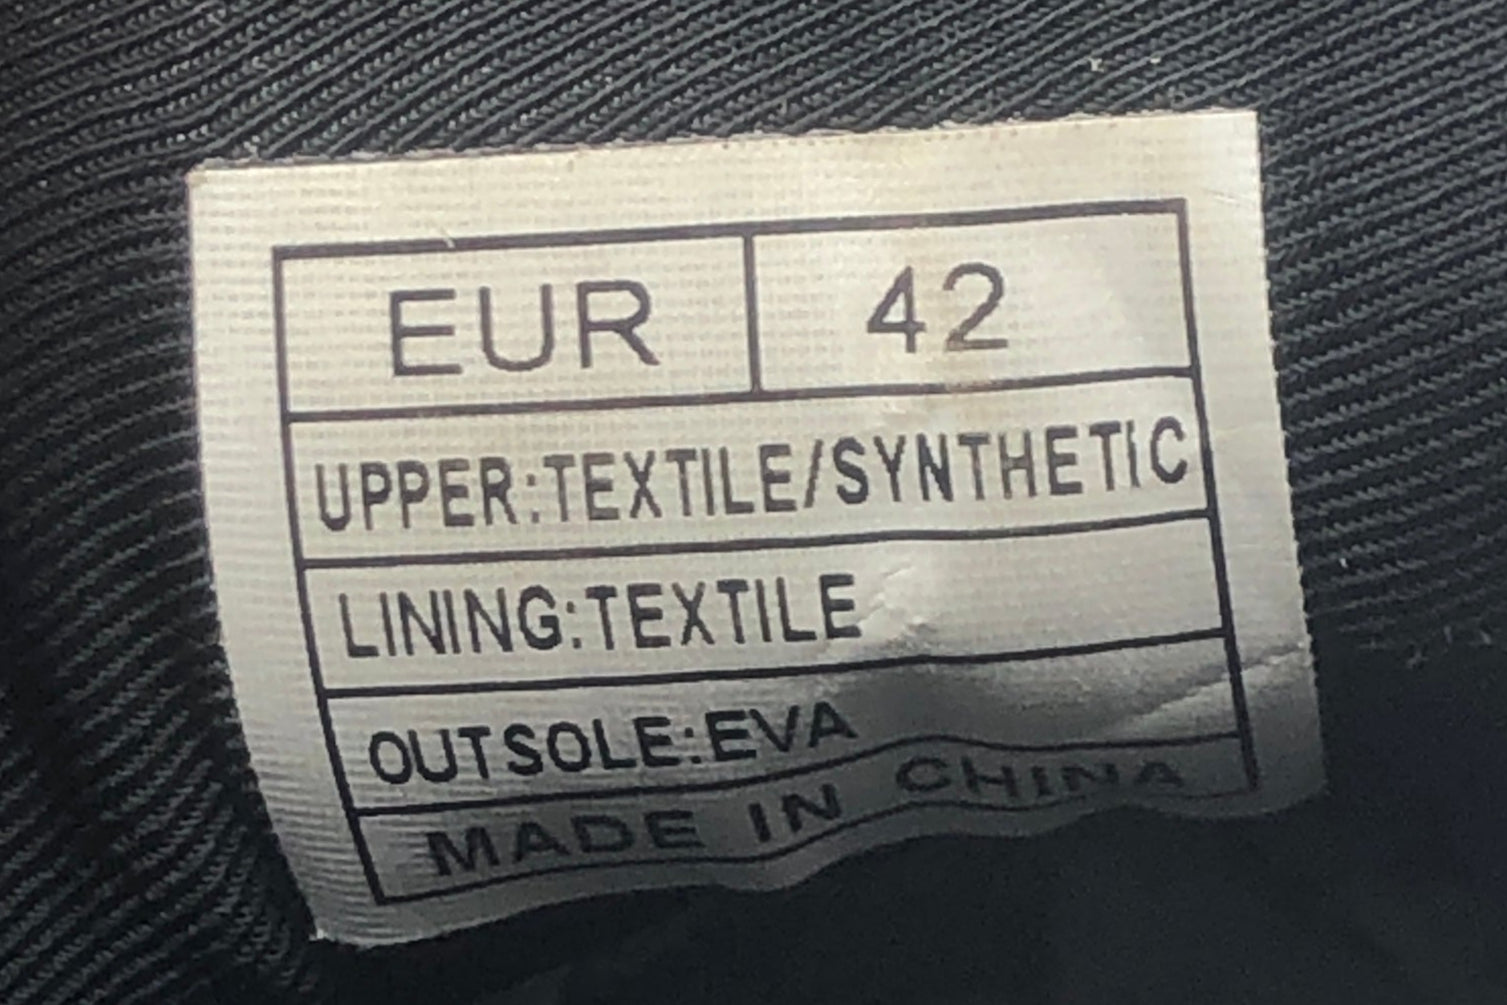 EUR 42
UPPER:TEXTILE/SYNTHETIC
LINING:TEXTILE
OUTSOLE:EVA
MADE IN CHINA